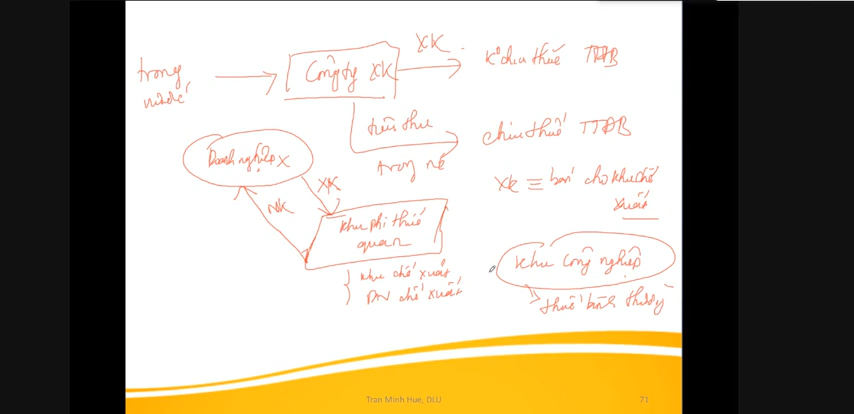 XK
trong
nước
Công ty XK
K° chịu thuế TTĐB
tiêu thụ
trong nc
chịu thuế TTĐB
Doanh nghiệp X
XK
NK
XK ≡ bán cho khu chế
xuất
khu phi thuế
quan
khu chế xuất
DN chế xuất
Khu Công nghiệp
thuế bình thường
Tran Minh Hue, DLU
71